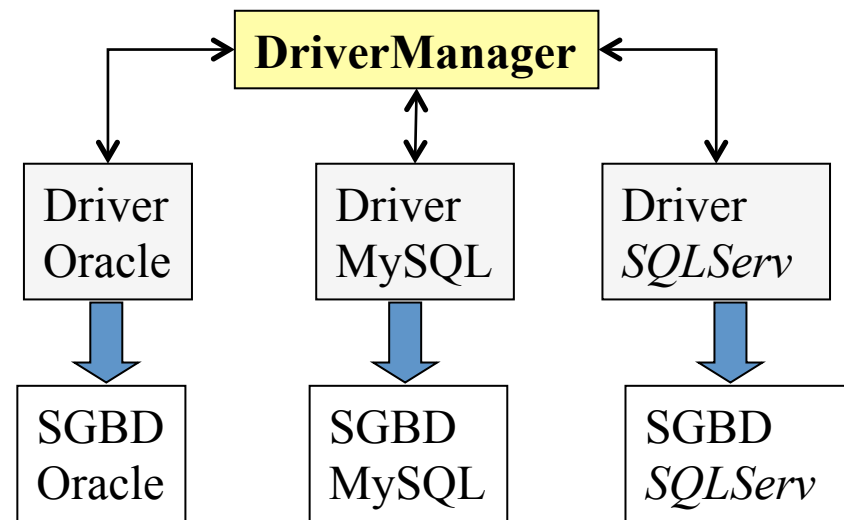 DriverManager
Driver
Oracle
Driver
MySQL
Driver
SQLServ
SGBD
Oracle
SGBD
MySQL
SGBD
SQLServ